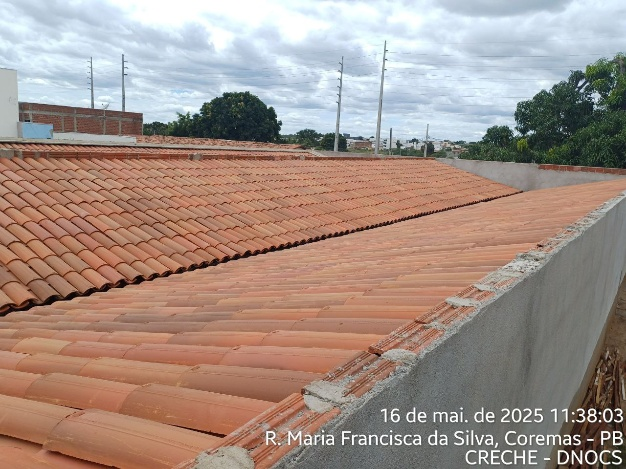 16 de mai. de 2025 11:38:03
R. Maria Francisca da Silva, Coremas - PB
CRECHE - DNOCS